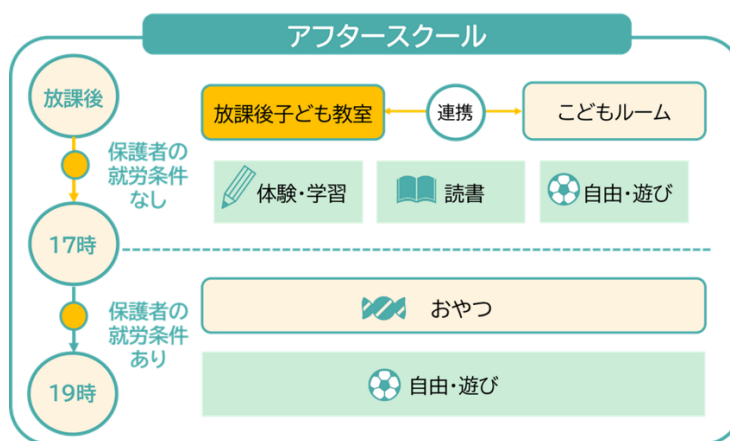 アフタースクール
放課後
放課後子ども教室
連携
こどもルーム
保護者の
就労条件
なし
体験・学習
読書
自由・遊び
17時
保護者の
就労条件
あり
おやつ
自由・遊び
19時